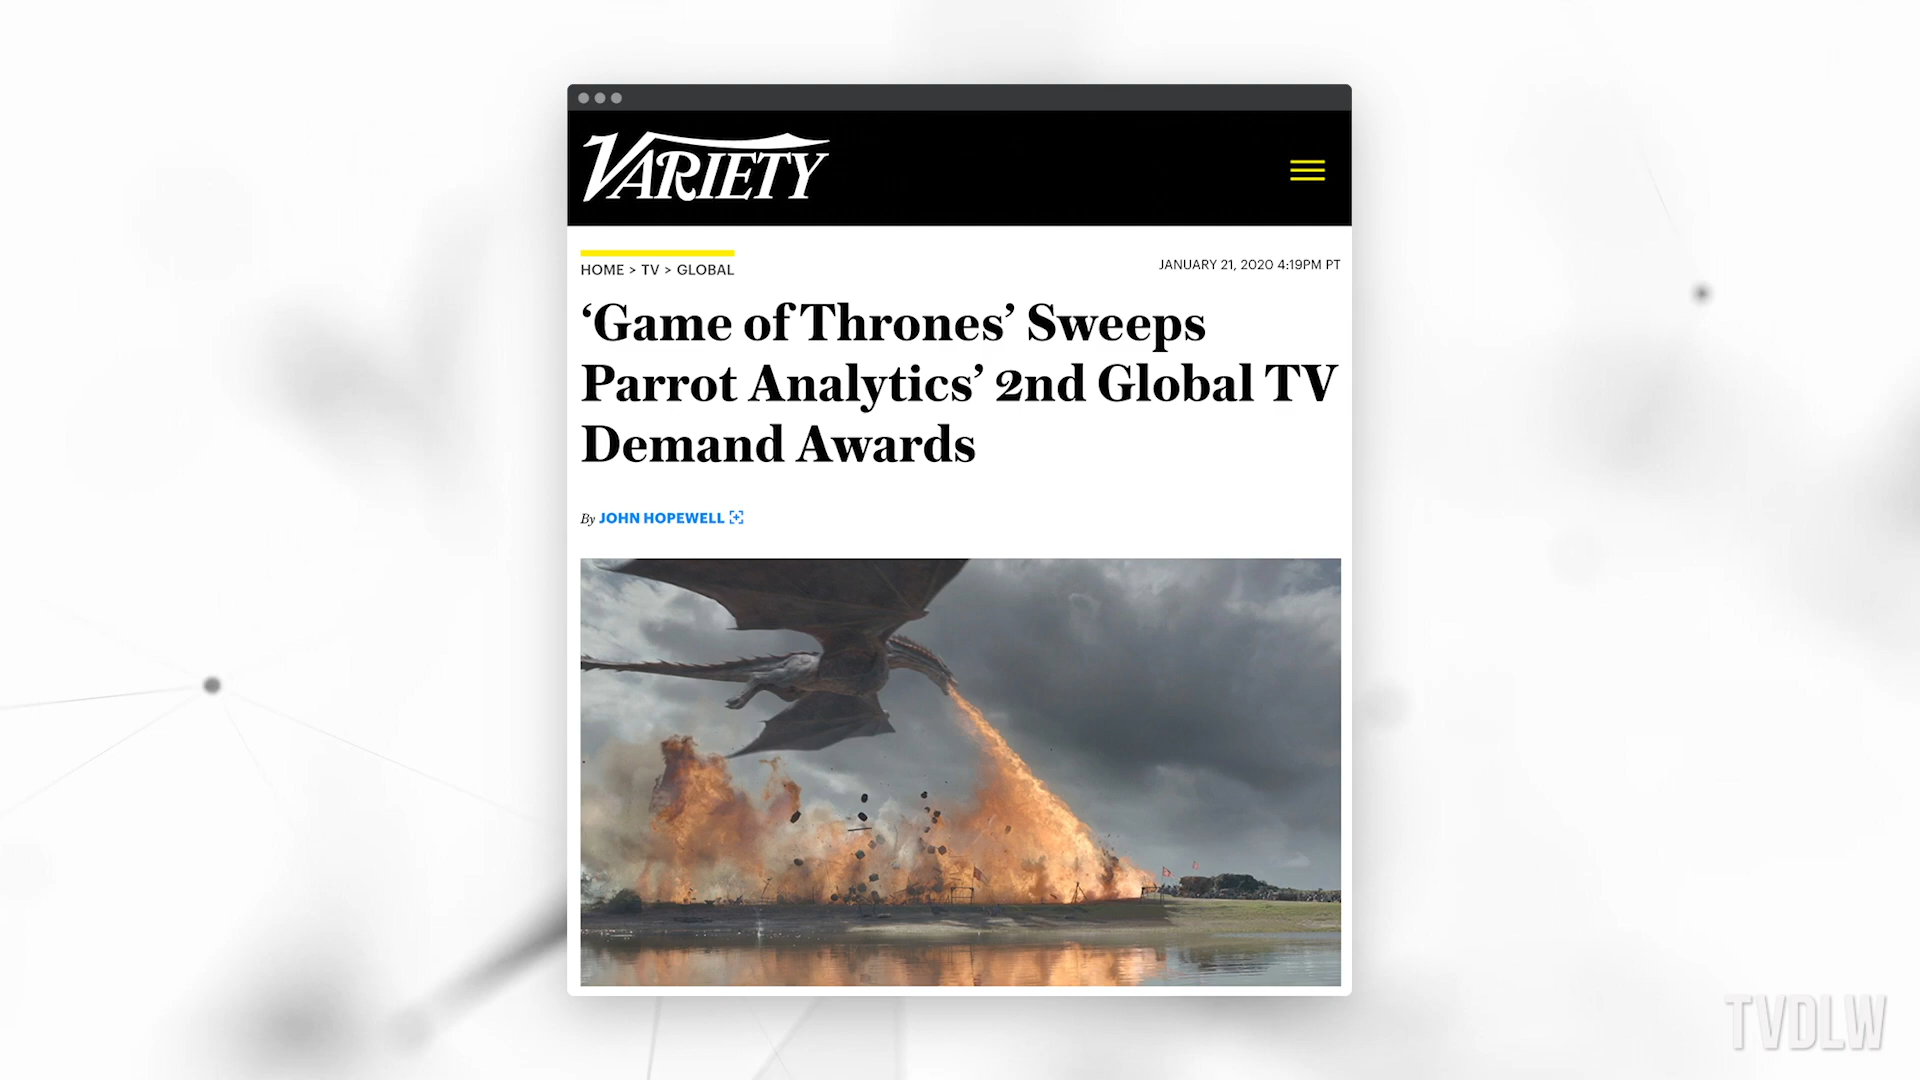 VARIETY
HOME > TV > GLOBAL
JANUARY 21, 2020 4:19PM PT
‘Game of Thrones’ Sweeps
Parrot Analytics’ 2nd Global TV
Demand Awards
By JOHN HOPEWELL
TVDLW